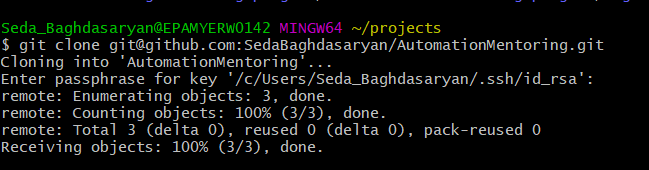 Seda_Baghdasaryan@EPAMYERW0142 MINGW64 ~/projects
$ git clone git@github.com:SedaBaghdasaryan/AutomationMentoring.git
Cloning into 'AutomationMentoring'...
Enter passphrase for key '/c/Users/Seda_Baghdasaryan/.ssh/id_rsa':
remote: Enumerating objects: 3, done.
remote: Counting objects: 100% (3/3), done.
remote: Total 3 (delta 0), reused 0 (delta 0), pack-reused 0
Receiving objects: 100% (3/3), done.